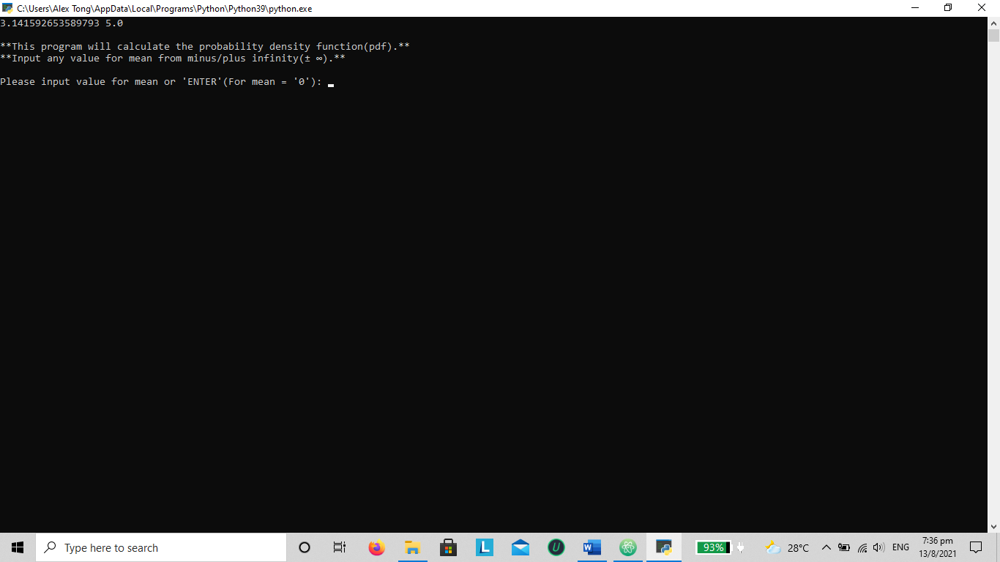 C:\Users\Alex Tong\AppData\Local\Programs\Python\Python39\python.exe
3.141592653589793 5.0
**This program will calculate the probability density function(pdf).**
**Input any value for mean from minus/plus infinity(± ∞).**
Please input value for mean or 'ENTER'(For mean = '0'):
Type here to search
L
U
W
93%
28°C
ENG
7:36 pm
13/8/2021